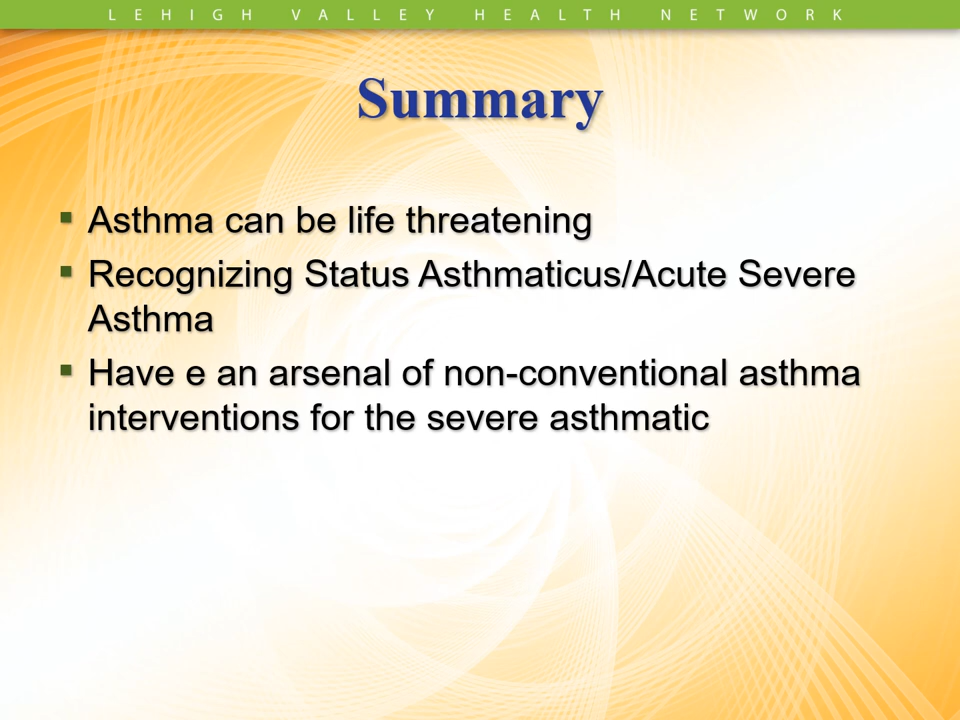 LEHIGH VALLEY HEALTH NETWORK
Summary
▪ Asthma can be life threatening
▪ Recognizing Status Asthmaticus/Acute Severe
Asthma
▪ Have e an arsenal of non-conventional asthma
interventions for the severe asthmatic